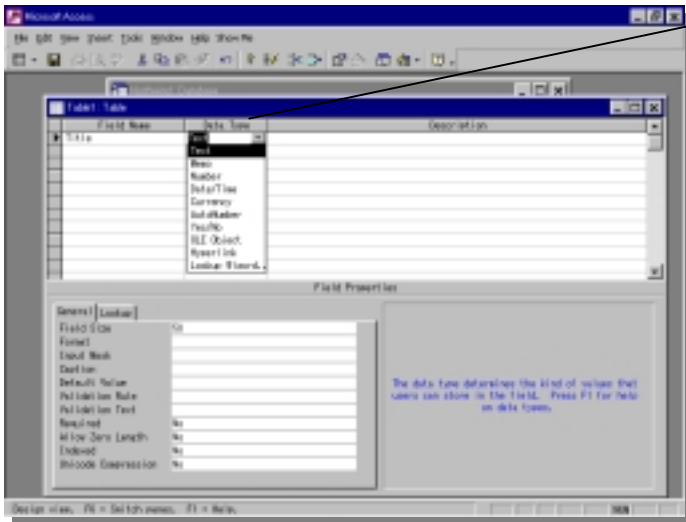 Microsoft Access
File Edit View Insert Tools Window Help Show Me
Northwind Database
Table1 : Table
Field Name Data Type Description
Title Text
Text
Memo
Number
Date/Time
Currency
AutoNumber
Yes/No
OLE Object
Hyperlink
Lookup Wizard...
Field Properties
General Lookup
Field Size 50
Format
Input Mask
Caption
Default Value
Validation Rule
Validation Text
Required No
Allow Zero Length No
Indexed No
Unicode Compression No
The data type determines the kind of values that
users can store in the field. Press F1 for help
on data types.
Design view. F6 = Switch panes. F1 = Help.
NUM